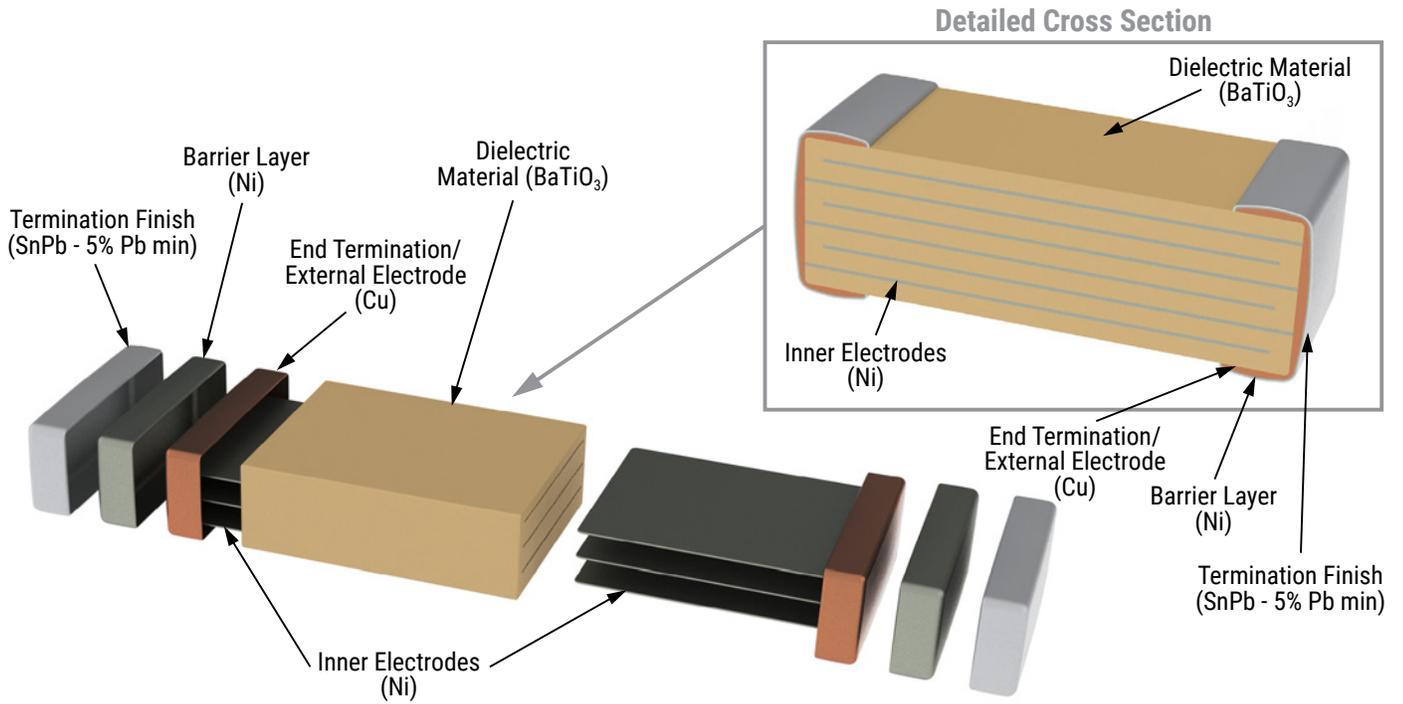 Detailed Cross Section
Dielectric Material
(BaTiO₃)
Inner Electrodes
(Ni)
End Termination/
External Electrode
(Cu)
Barrier Layer
(Ni)
Termination Finish
(SnPb - 5% Pb min)
Termination Finish
(SnPb - 5% Pb min)
Barrier Layer
(Ni)
End Termination/
External Electrode
(Cu)
Dielectric
Material (BaTiO₃)
Inner Electrodes
(Ni)